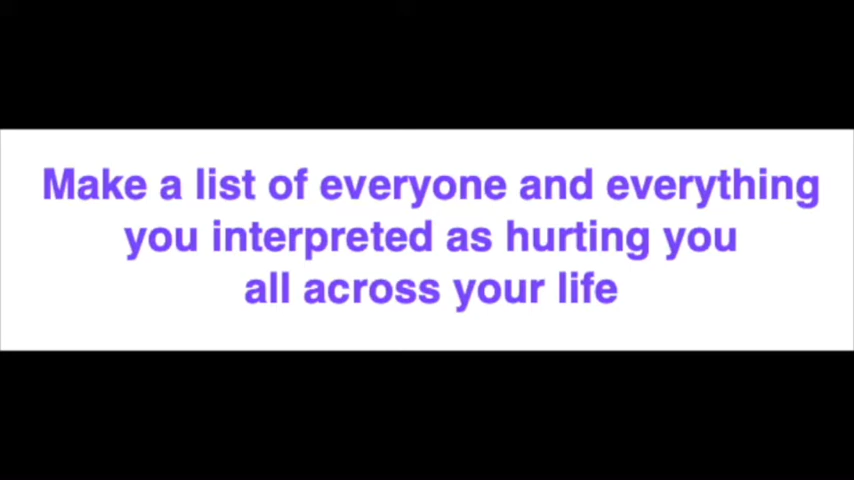 Make a list of everyone and everything
you interpreted as hurting you
all across your life